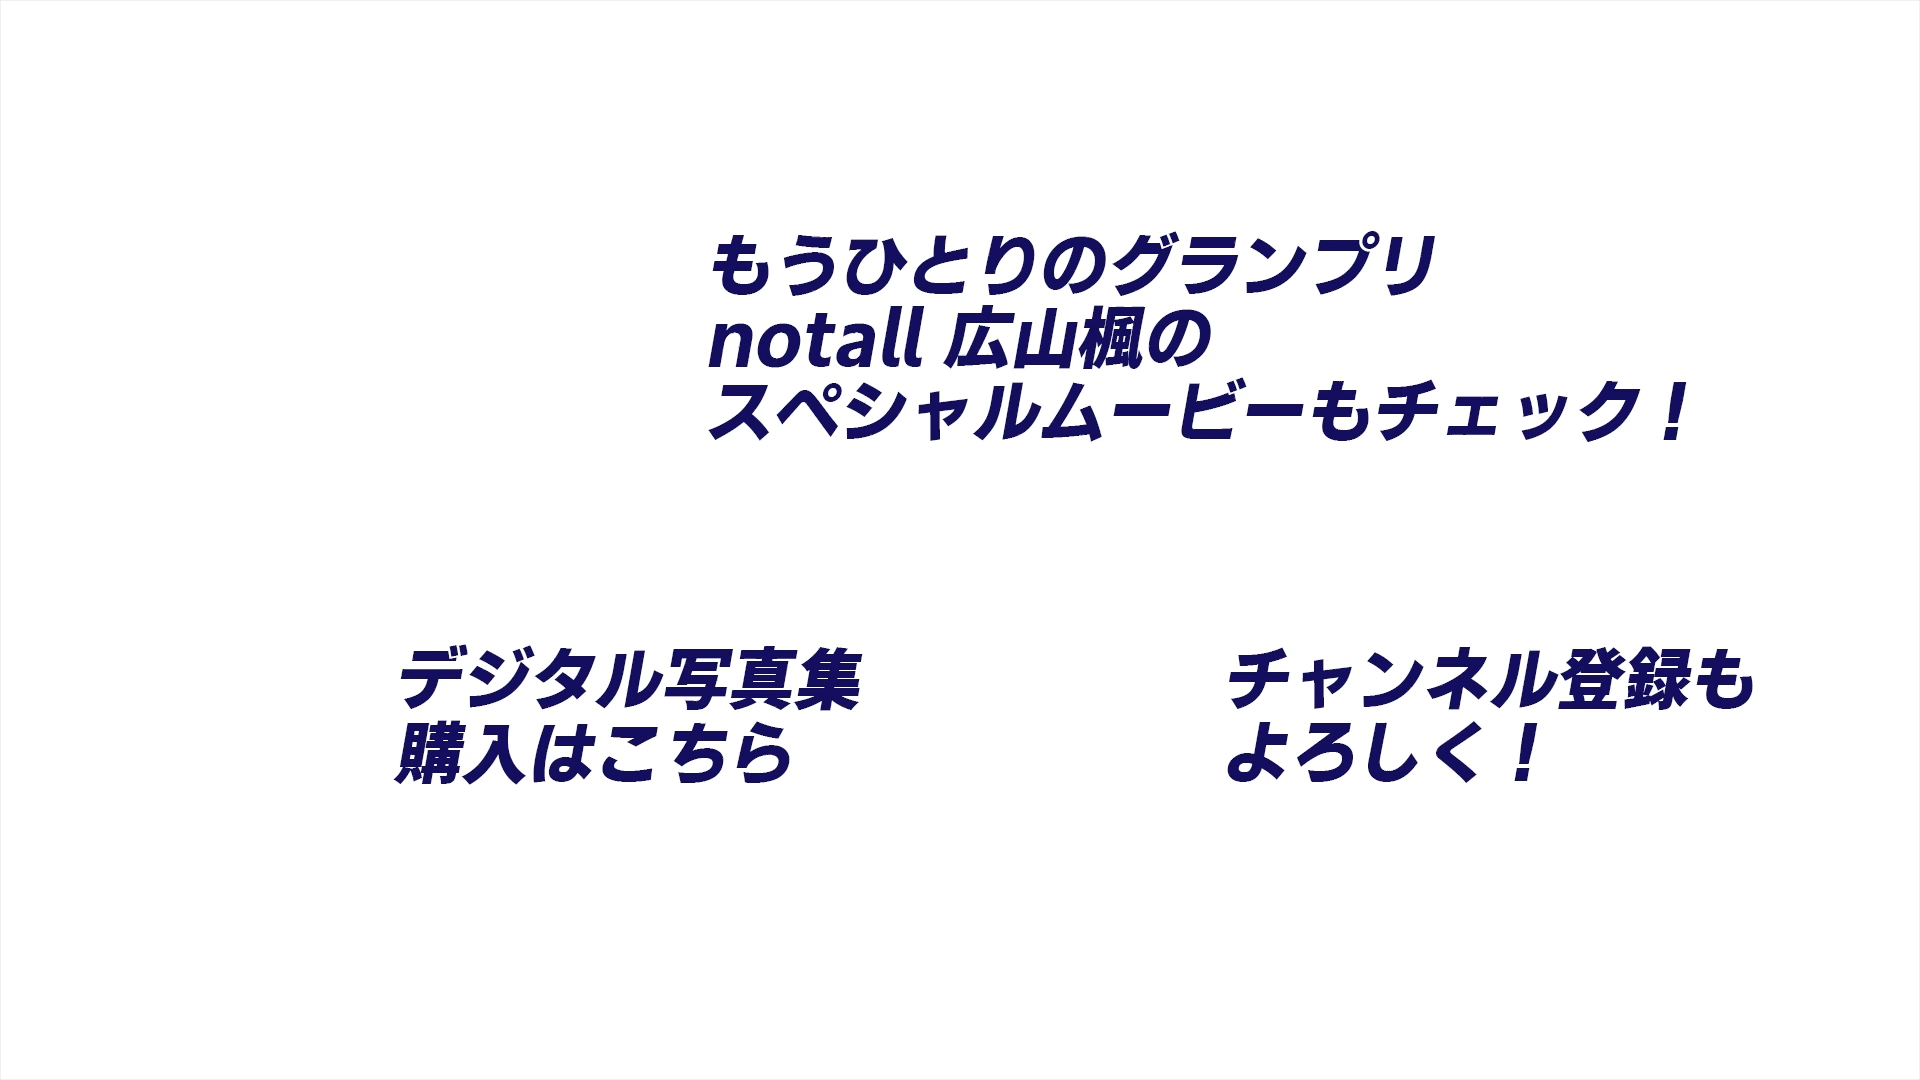 もうひとりのグランプリ
notall 広山楓の
スペシャルムービーもチェック！
デジタル写真集
購入はこちら
チャンネル登録も
よろしく！